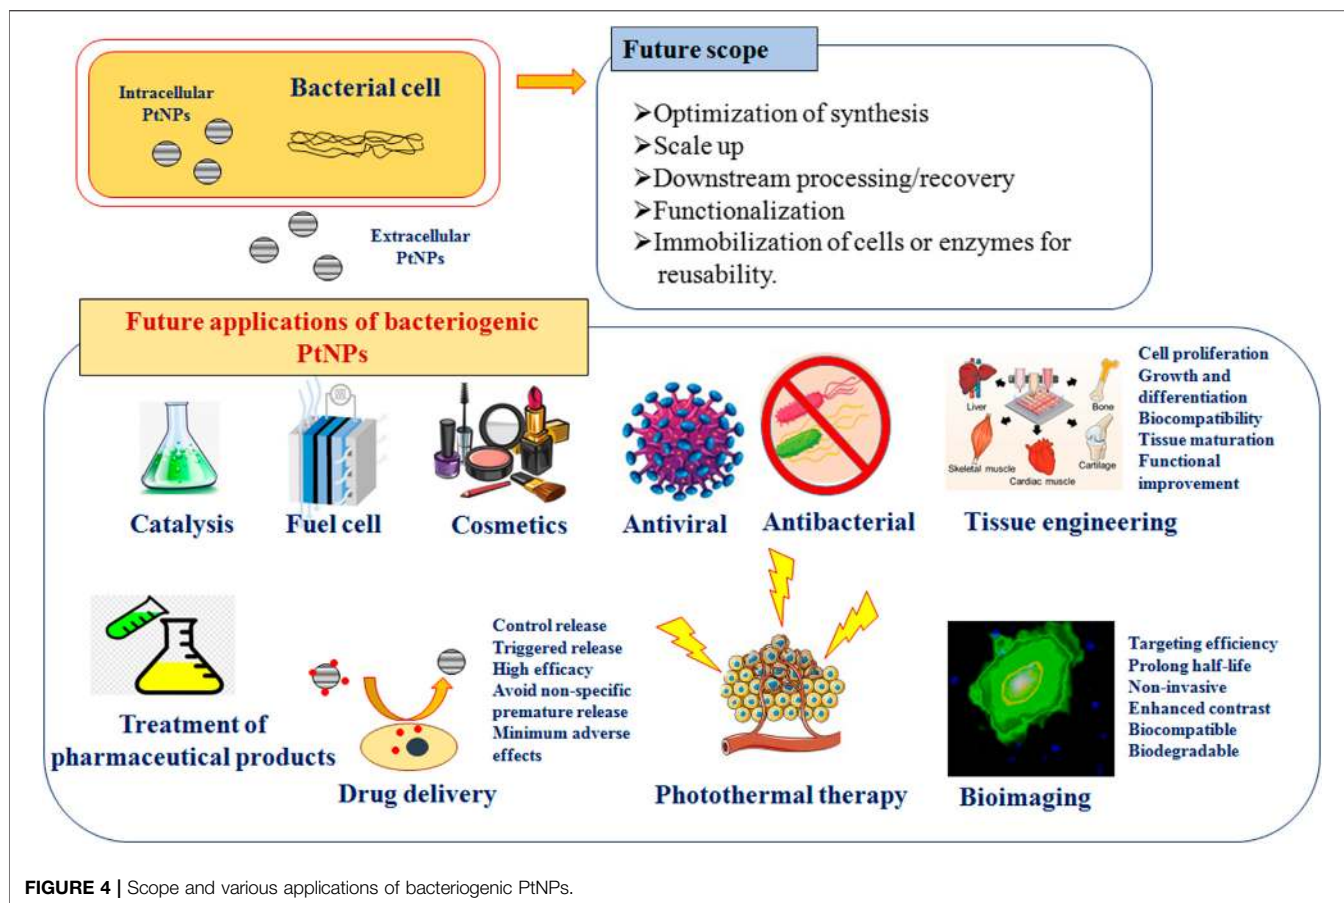 Intracellular
PtNPs
Bacterial cell
Extracellular
PtNPs
Future scope
➢Optimization of synthesis
➢Scale up
➢Downstream processing/recovery
➢Functionalization
➢Immobilization of cells or enzymes for
reusability.
Future applications of bacteriogenic
PtNPs
Catalysis
Fuel cell
Cosmetics
Antiviral
Antibacterial
Liver
Bone
Skeletal muscle
Cardiac muscle
Cartilage
Tissue engineering
Cell proliferation
Growth and
differentiation
Biocompatibility
Tissue maturation
Functional
improvement
Treatment of
pharmaceutical products
Control release
Triggered release
High efficacy
Avoid non-specific
premature release
Minimum adverse
effects
Drug delivery
Photothermal therapy
Bioimaging
Targeting efficiency
Prolong half-life
Non-invasive
Enhanced contrast
Biocompatible
Biodegradable
FIGURE 4 | Scope and various applications of bacteriogenic PtNPs.